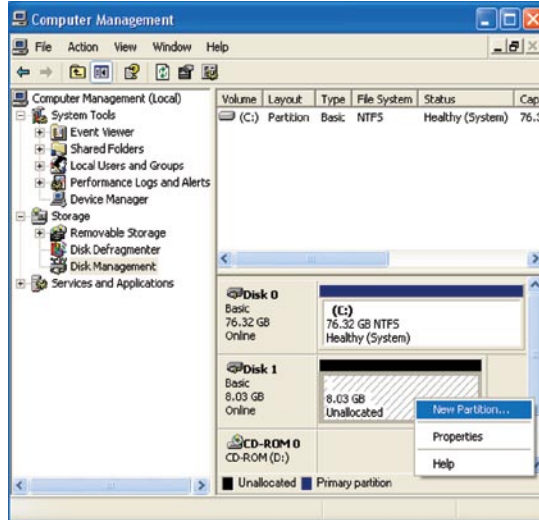 Computer Management
File Action View Window Help
Computer Management (Local)
System Tools
Event Viewer
Shared Folders
Local Users and Groups
Performance Logs and Alerts
Device Manager
Storage
Removable Storage
Disk Defragmenter
Disk Management
Services and Applications
Volume Layout Type File System Status Cap
(C:) Partition Basic NTFS Healthy (System) 76.
Disk 0
Basic
76.32 GB
Online
(C:)
76.32 GB NTFS
Healthy (System)
Disk 1
Basic
8.03 GB
Online
8.03 GB
Unallocated
New Partition...
Properties
Help
CD-ROM 0
CD-ROM (D:)
Unallocated Primary partition